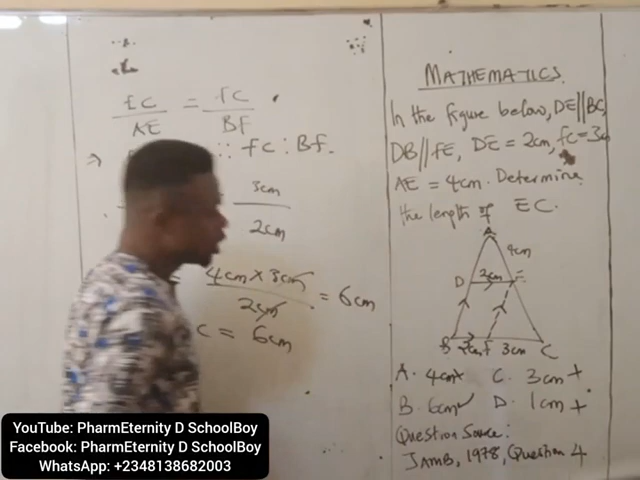 EC = FC
AE BF
⇒ :: FC : BF.
3cm
2cm
4cm × 3cm = 6cm
2cm
C = 6cm
MATHEMATICS.
In the figure below, DE//BC,
DB//FE, DE = 2cm, FC = 3cm
AE = 4cm. Determine
the length of EC.
A
4cm
D 2cm E
B 2cm F 3cm C
A. 4cm× C. 3cm×
B. 6cm✓ D. 1cm×
Question Source:
JAMB, 1978, Question 4
YouTube: PharmEternity D SchoolBoy
Facebook: PharmEternity D SchoolBoy
WhatsApp: +2348138682003